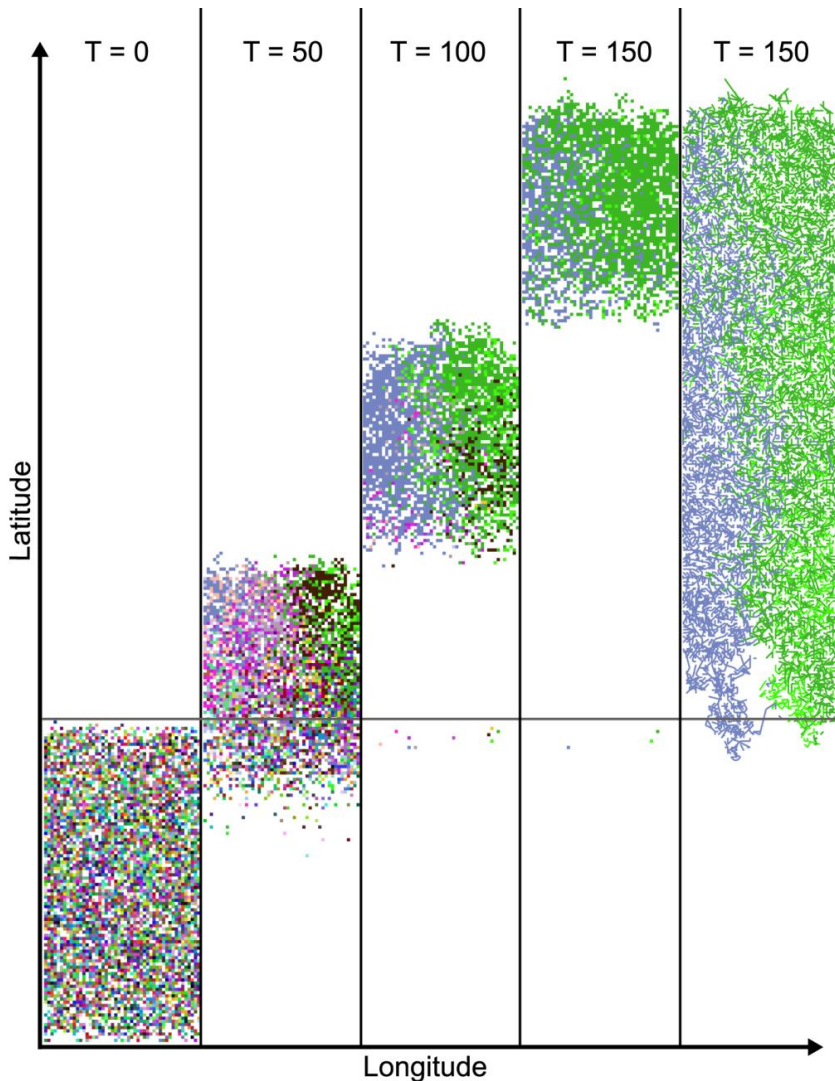 T = 0
T = 50
T = 100
T = 150
T = 150
Latitude
Longitude